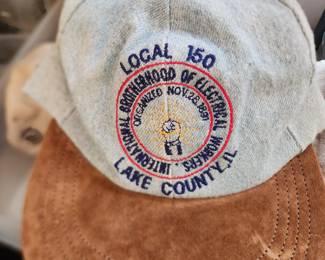 LOCAL 150
INTERNATIONAL BROTHERHOOD OF ELECTRICAL WORKERS
ORGANIZED NOV. 28, 1891
LAKE COUNTY, IL